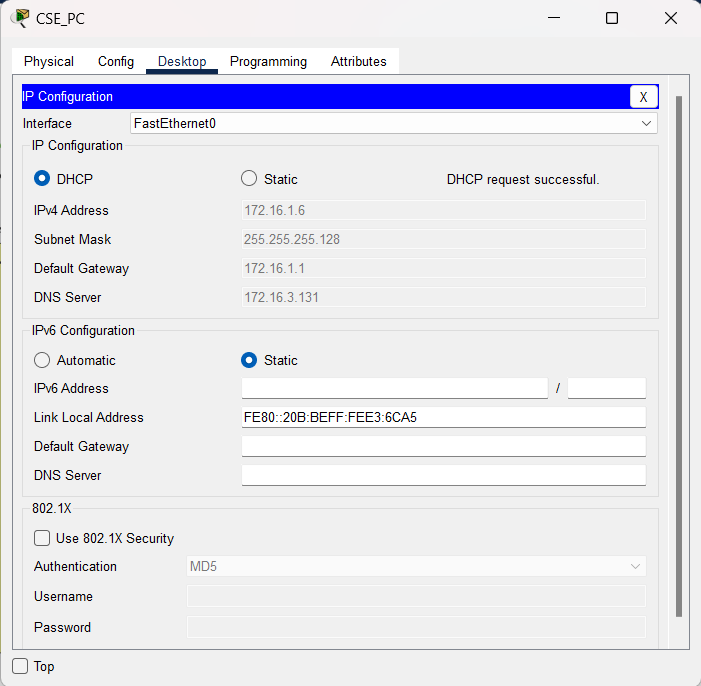 CSE_PC
Physical Config Desktop Programming Attributes
IP Configuration X
Interface FastEthernet0
IP Configuration
DHCP Static DHCP request successful.
IPv4 Address 172.16.1.6
Subnet Mask 255.255.255.128
Default Gateway 172.16.1.1
DNS Server 172.16.3.131
IPv6 Configuration
Automatic Static
IPv6 Address /
Link Local Address FE80::20B:BEFF:FEE3:6CA5
Default Gateway
DNS Server
802.1X
Use 802.1X Security
Authentication MD5
Username
Password
Top